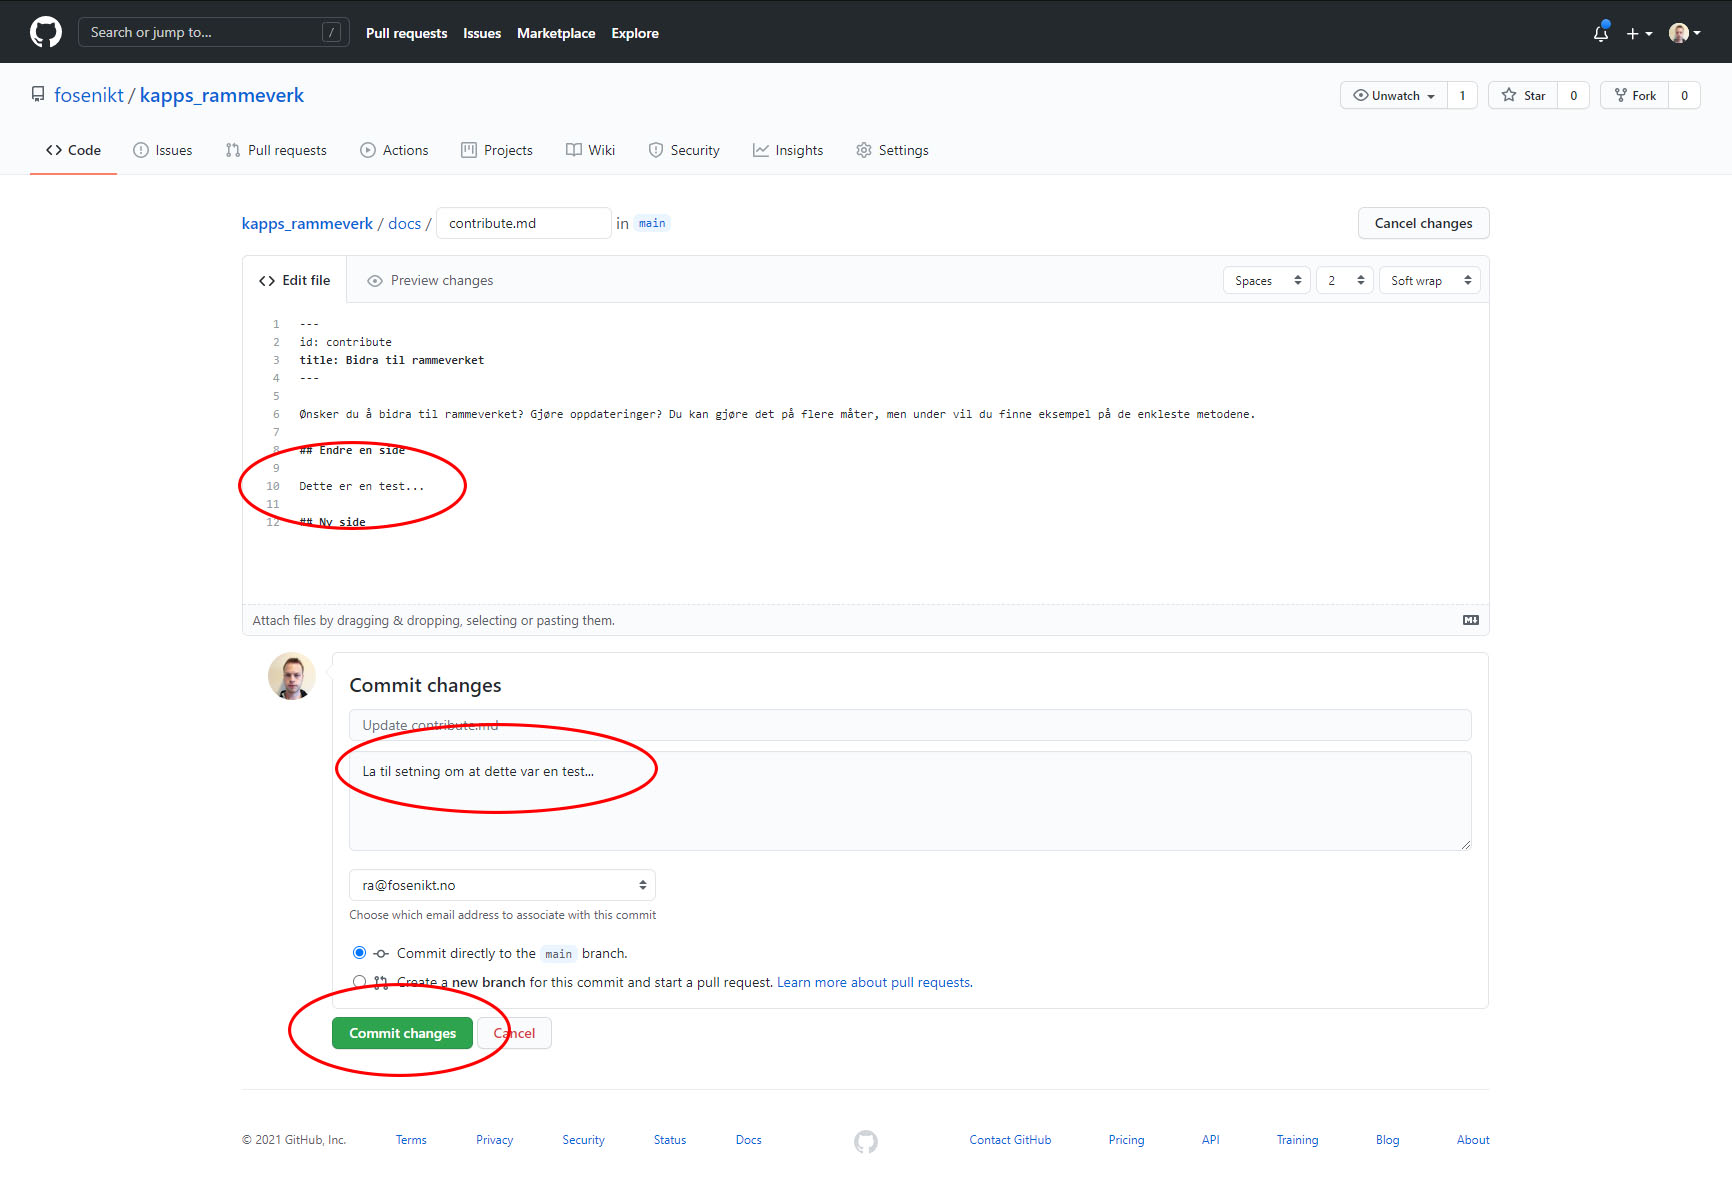 Search or jump to... /
Pull requests Issues Marketplace Explore
fosenikt / kapps_rammeverk
Unwatch 1 Star 0 Fork 0
Code Issues Pull requests Actions Projects Wiki Security Insights Settings
kapps_rammeverk / docs / contribute.md in main
Cancel changes
Edit file Preview changes
Spaces 2 Soft wrap
1 ---
2 id: contribute
3 title: Bidra til rammeverket
4 ---
5
6 Ønsker du å bidra til rammeverket? Gjøre oppdateringer? Du kan gjøre det på flere måter, men under vil du finne eksempel på de enkleste metodene.
7
8 ## Endre en side
9
10 Dette er en test...
11
12 ## Ny side
Attach files by dragging & dropping, selecting or pasting them.
Commit changes
Update contribute.md
La til setning om at dette var en test...
ra@fosenikt.no
Choose which email address to associate with this commit
Commit directly to the main branch.
Create a new branch for this commit and start a pull request. Learn more about pull requests.
Commit changes Cancel
© 2021 GitHub, Inc. Terms Privacy Security Status Docs Contact GitHub Pricing API Training Blog About